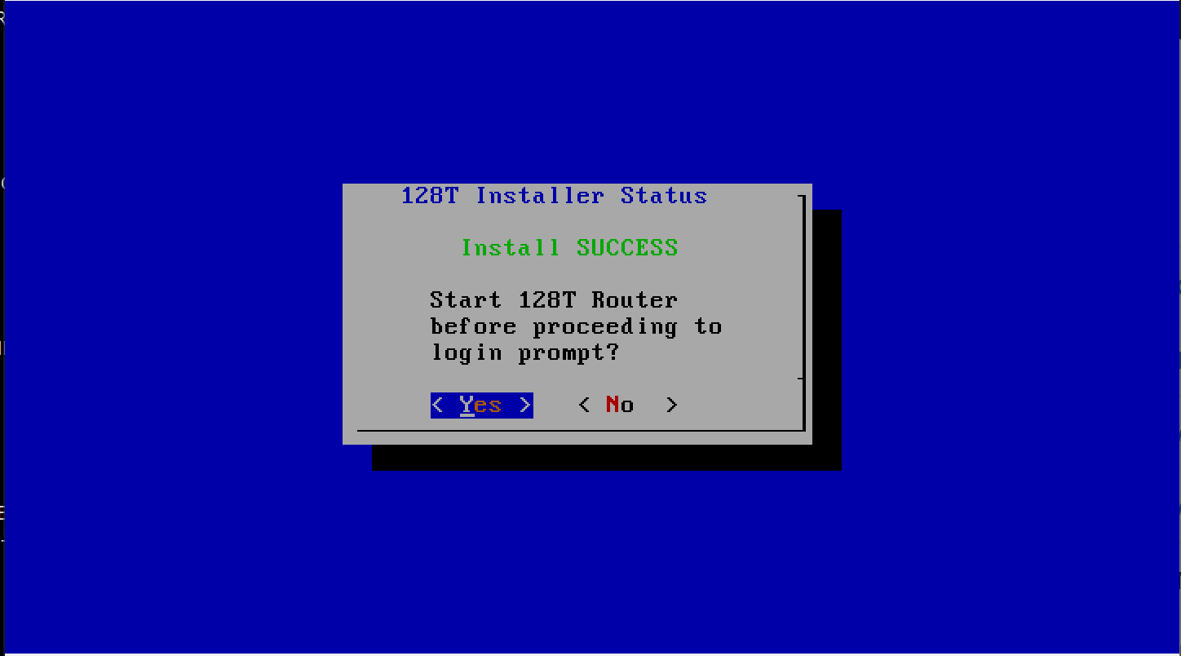 128T Installer Status
Install SUCCESS
Start 128T Router
before proceeding to
login prompt?
< Yes > < No >